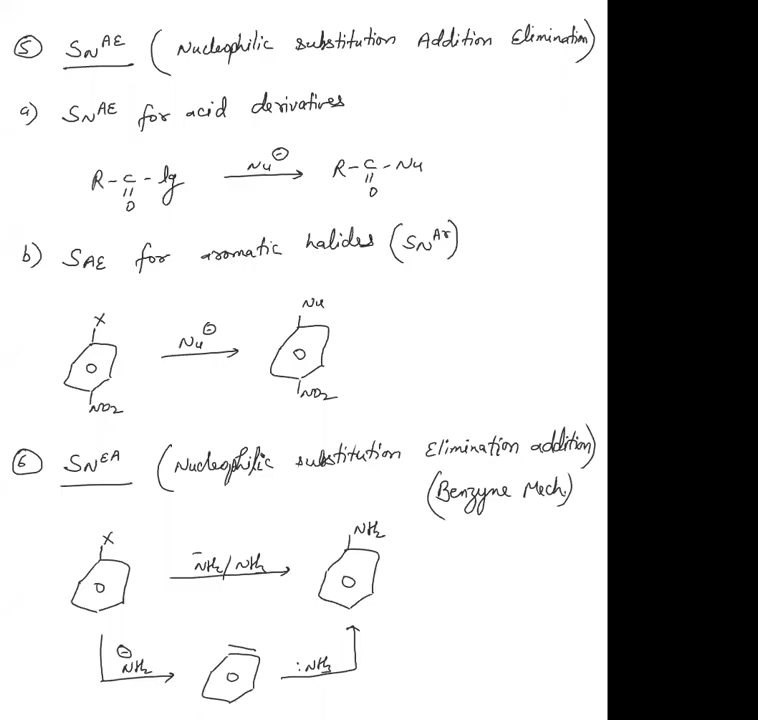 ⑤ SN^AE (Nucleophilic substitution Addition Elimination)
a) SN^AE for acid derivatives
R-C-lg Nu⊖ R-C-Nu
O O
b) SAE for aromatic halides (SN^Ar)
X Nu⊖ Nu
NO2 NO2
⑥ SN^EA (Nucleophilic substitution Elimination addition)
(Benzyne Mech.)
X ⁻NH2/NH3 NH2
⊖NH2 :NH3